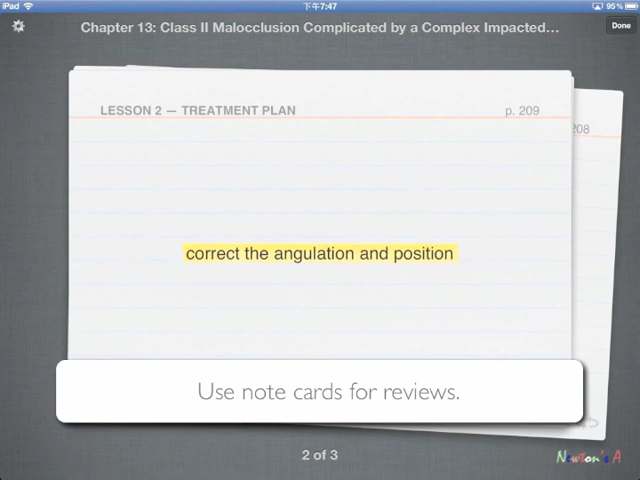 iPad 下午7:47 95%
Chapter 13: Class II Malocclusion Complicated by a Complex Impacted…
Done
LESSON 2 — TREATMENT PLAN p. 209
208
correct the angulation and position
Use note cards for reviews.
2 of 3
Newton's A